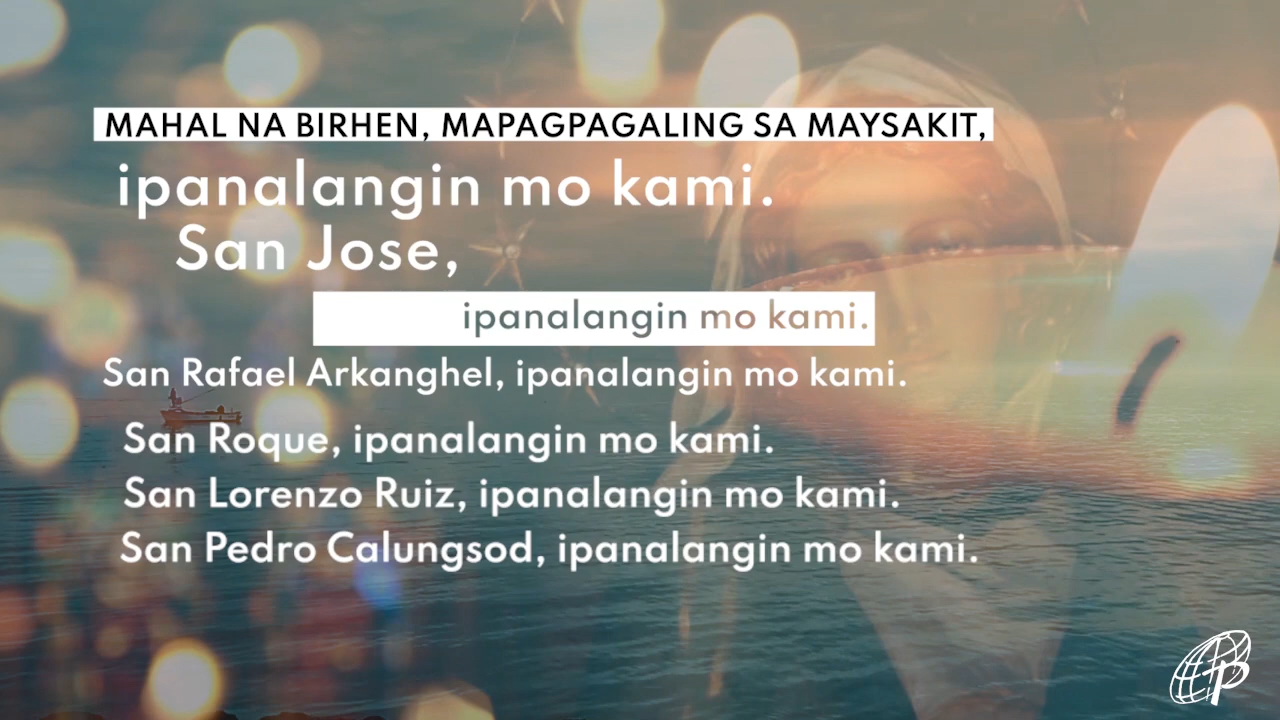 MAHAL NA BIRHEN, MAPAGPAGALING SA MAYSAKIT,
ipanalangin mo kami.
San Jose,
ipanalangin mo kami.
San Rafael Arkanghel, ipanalangin mo kami.
San Roque, ipanalangin mo kami.
San Lorenzo Ruiz, ipanalangin mo kami.
San Pedro Calungsod, ipanalangin mo kami.